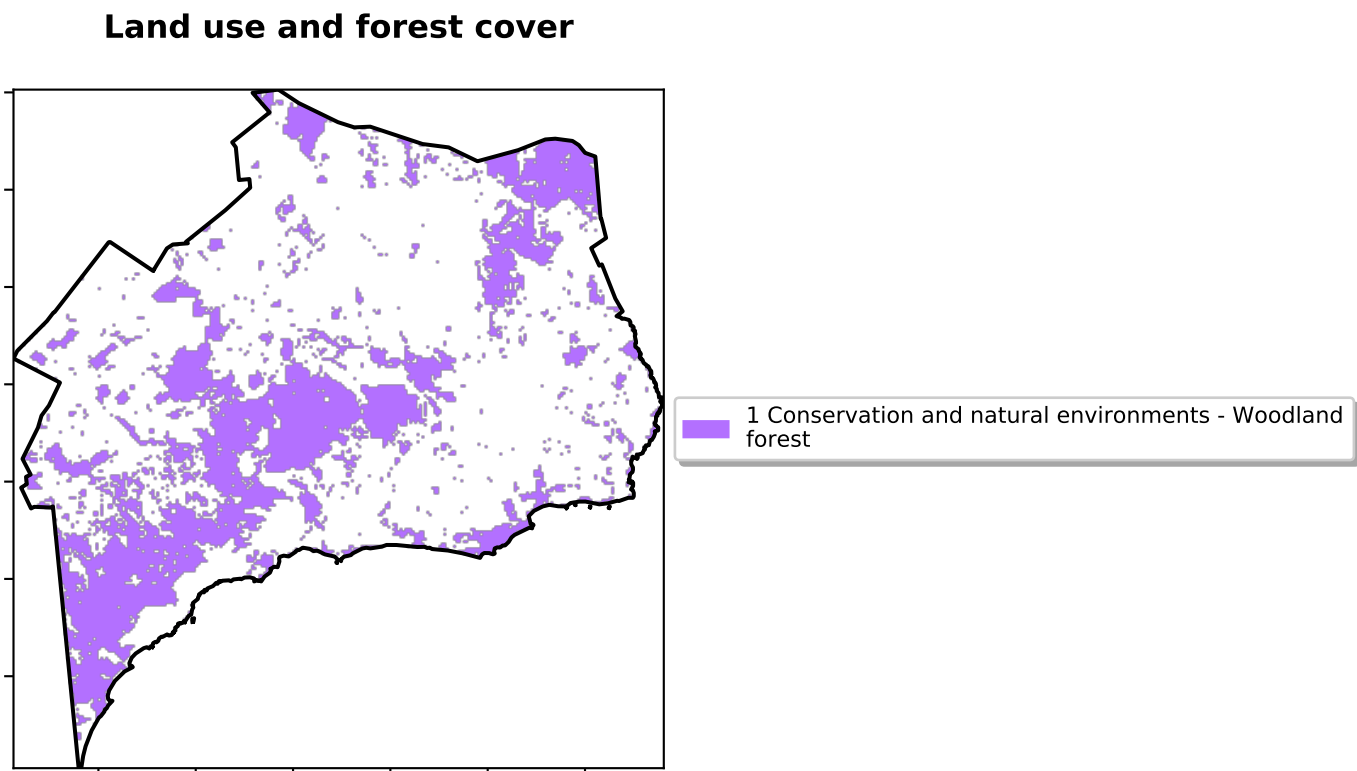 Land use and forest cover
1 Conservation and natural environments - Woodland
forest